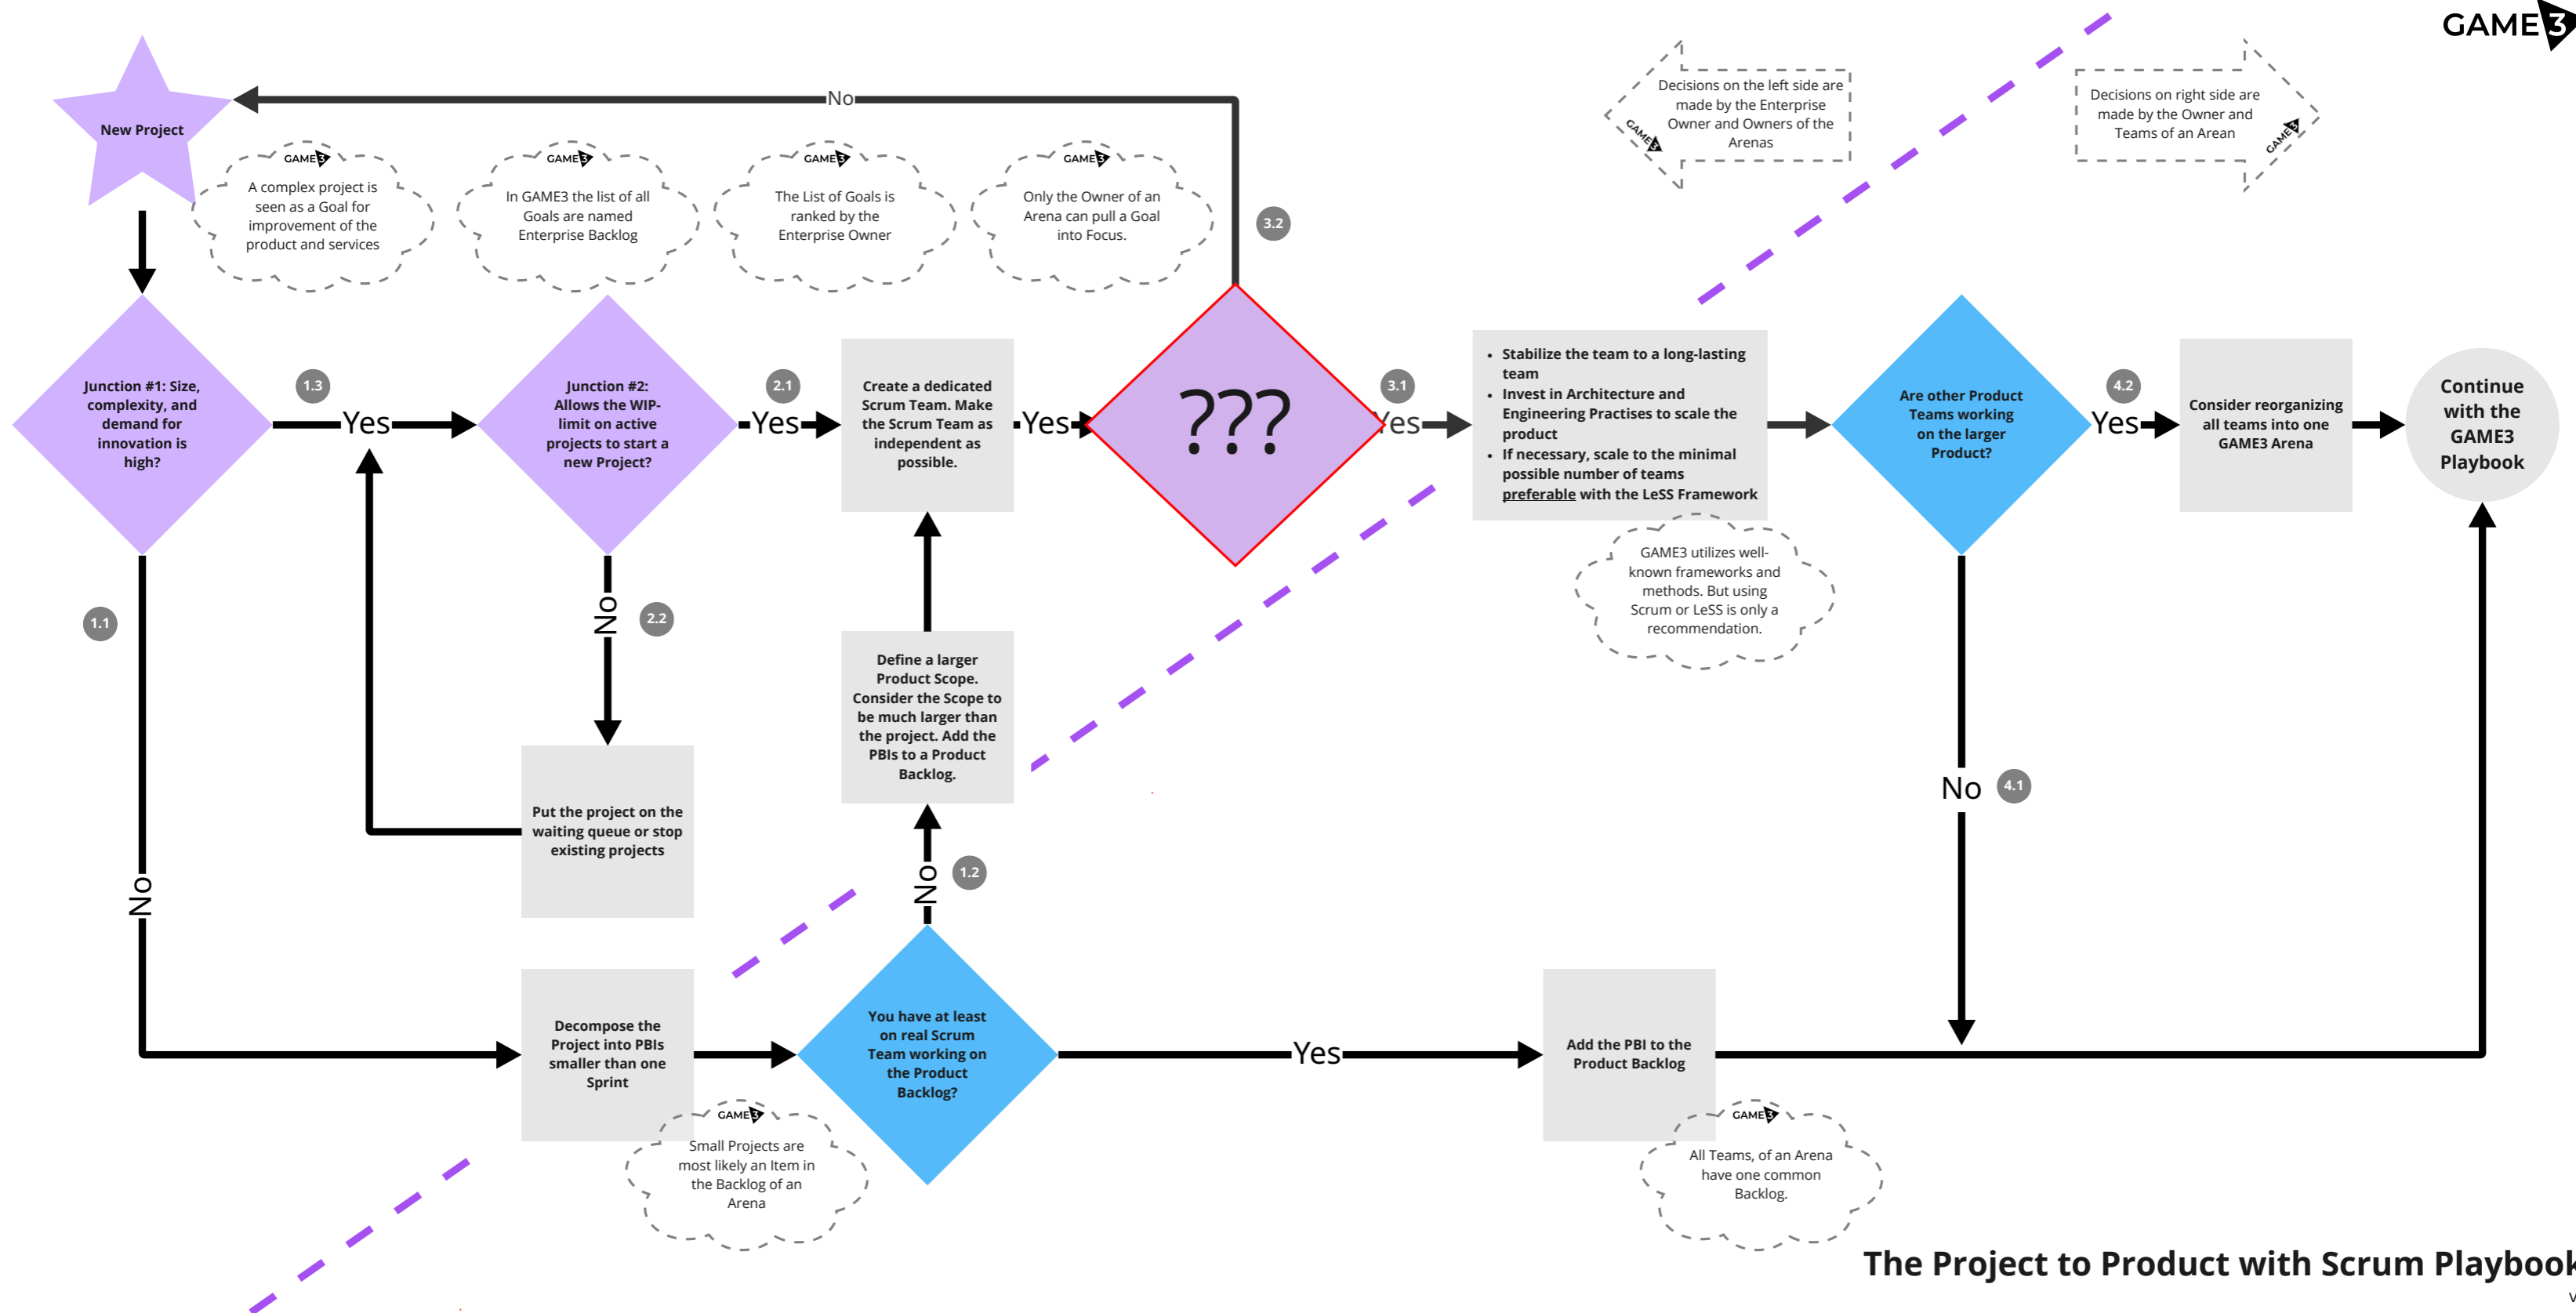 GAME3
New Project
No
A complex project is
seen as a Goal for
improvement of the
product and services
GAME3
In GAME3 the list of all
Goals are named
Enterprise Backlog
GAME3
The List of Goals is
ranked by the
Enterprise Owner
GAME3
Only the Owner of an
Arena can pull a Goal
into Focus.
GAME3
3.2
Decisions on the left side are
made by the Enterprise
Owner and Owners of the
Arenas
GAME3
Decisions on right side are
made by the Owner and
Teams of an Arean
GAME3
Junction #1: Size,
complexity, and
demand for
innovation is
high?
1.3
Yes
Junction #2:
Allows the WIP-
limit on active
projects to start a
new Project?
2.1
Yes
Create a dedicated
Scrum Team. Make
the Scrum Team as
independent as
possible.
Yes
???
3.1
Yes
• Stabilize the team to a long-lasting
team
• Invest in Architecture and
Engineering Practises to scale the
product
• If necessary, scale to the minimal
possible number of teams
preferable with the LeSS Framework
Are other Product
Teams working
on the larger
Product?
4.2
Yes
Consider reorganizing
all teams into one
GAME3 Arena
Continue
with the
GAME3
Playbook
GAME3 utilizes well-
known frameworks and
methods. But using
Scrum or LeSS is only a
recommendation.
1.1
No
No
2.2
Put the project on the
waiting queue or stop
existing projects
Define a larger
Product Scope.
Consider the Scope to
be much larger than
the project. Add the
PBIs to a Product
Backlog.
No
1.2
No
4.1
Decompose the
Project into PBIs
smaller than one
Sprint
You have at least
on real Scrum
Team working on
the Product
Backlog?
Yes
Add the PBI to the
Product Backlog
GAME3
Small Projects are
most likely an Item in
the Backlog of an
Arena
GAME3
All Teams, of an Arena
have one common
Backlog.
The Project to Product with Scrum Playbook